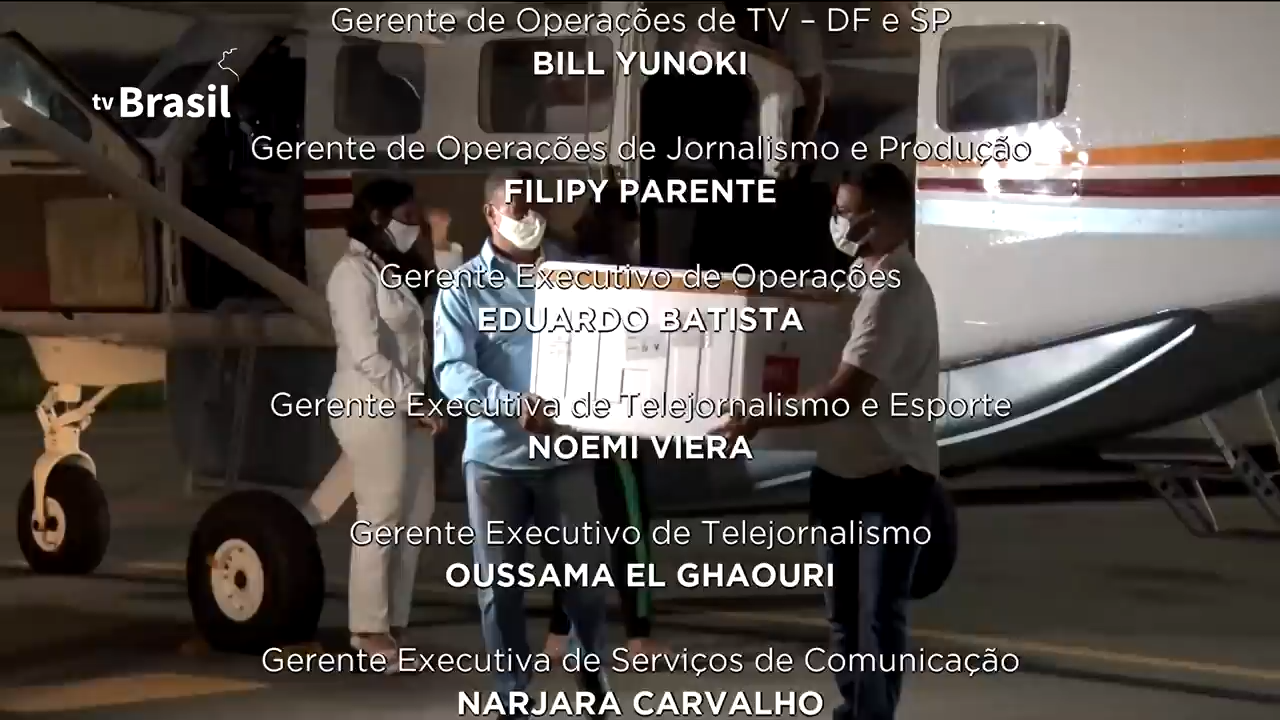 Gerente de Operações de TV – DF e SP
BILL YUNOKI
tv Brasil
Gerente de Operações de Jornalismo e Produção
FILIPY PARENTE
Gerente Executivo de Operações
EDUARDO BATISTA
Gerente Executiva de Telejornalismo e Esporte
NOEMI VIERA
Gerente Executivo de Telejornalismo
OUSSAMA EL GHAOURI
Gerente Executiva de Serviços de Comunicação
NARJARA CARVALHO